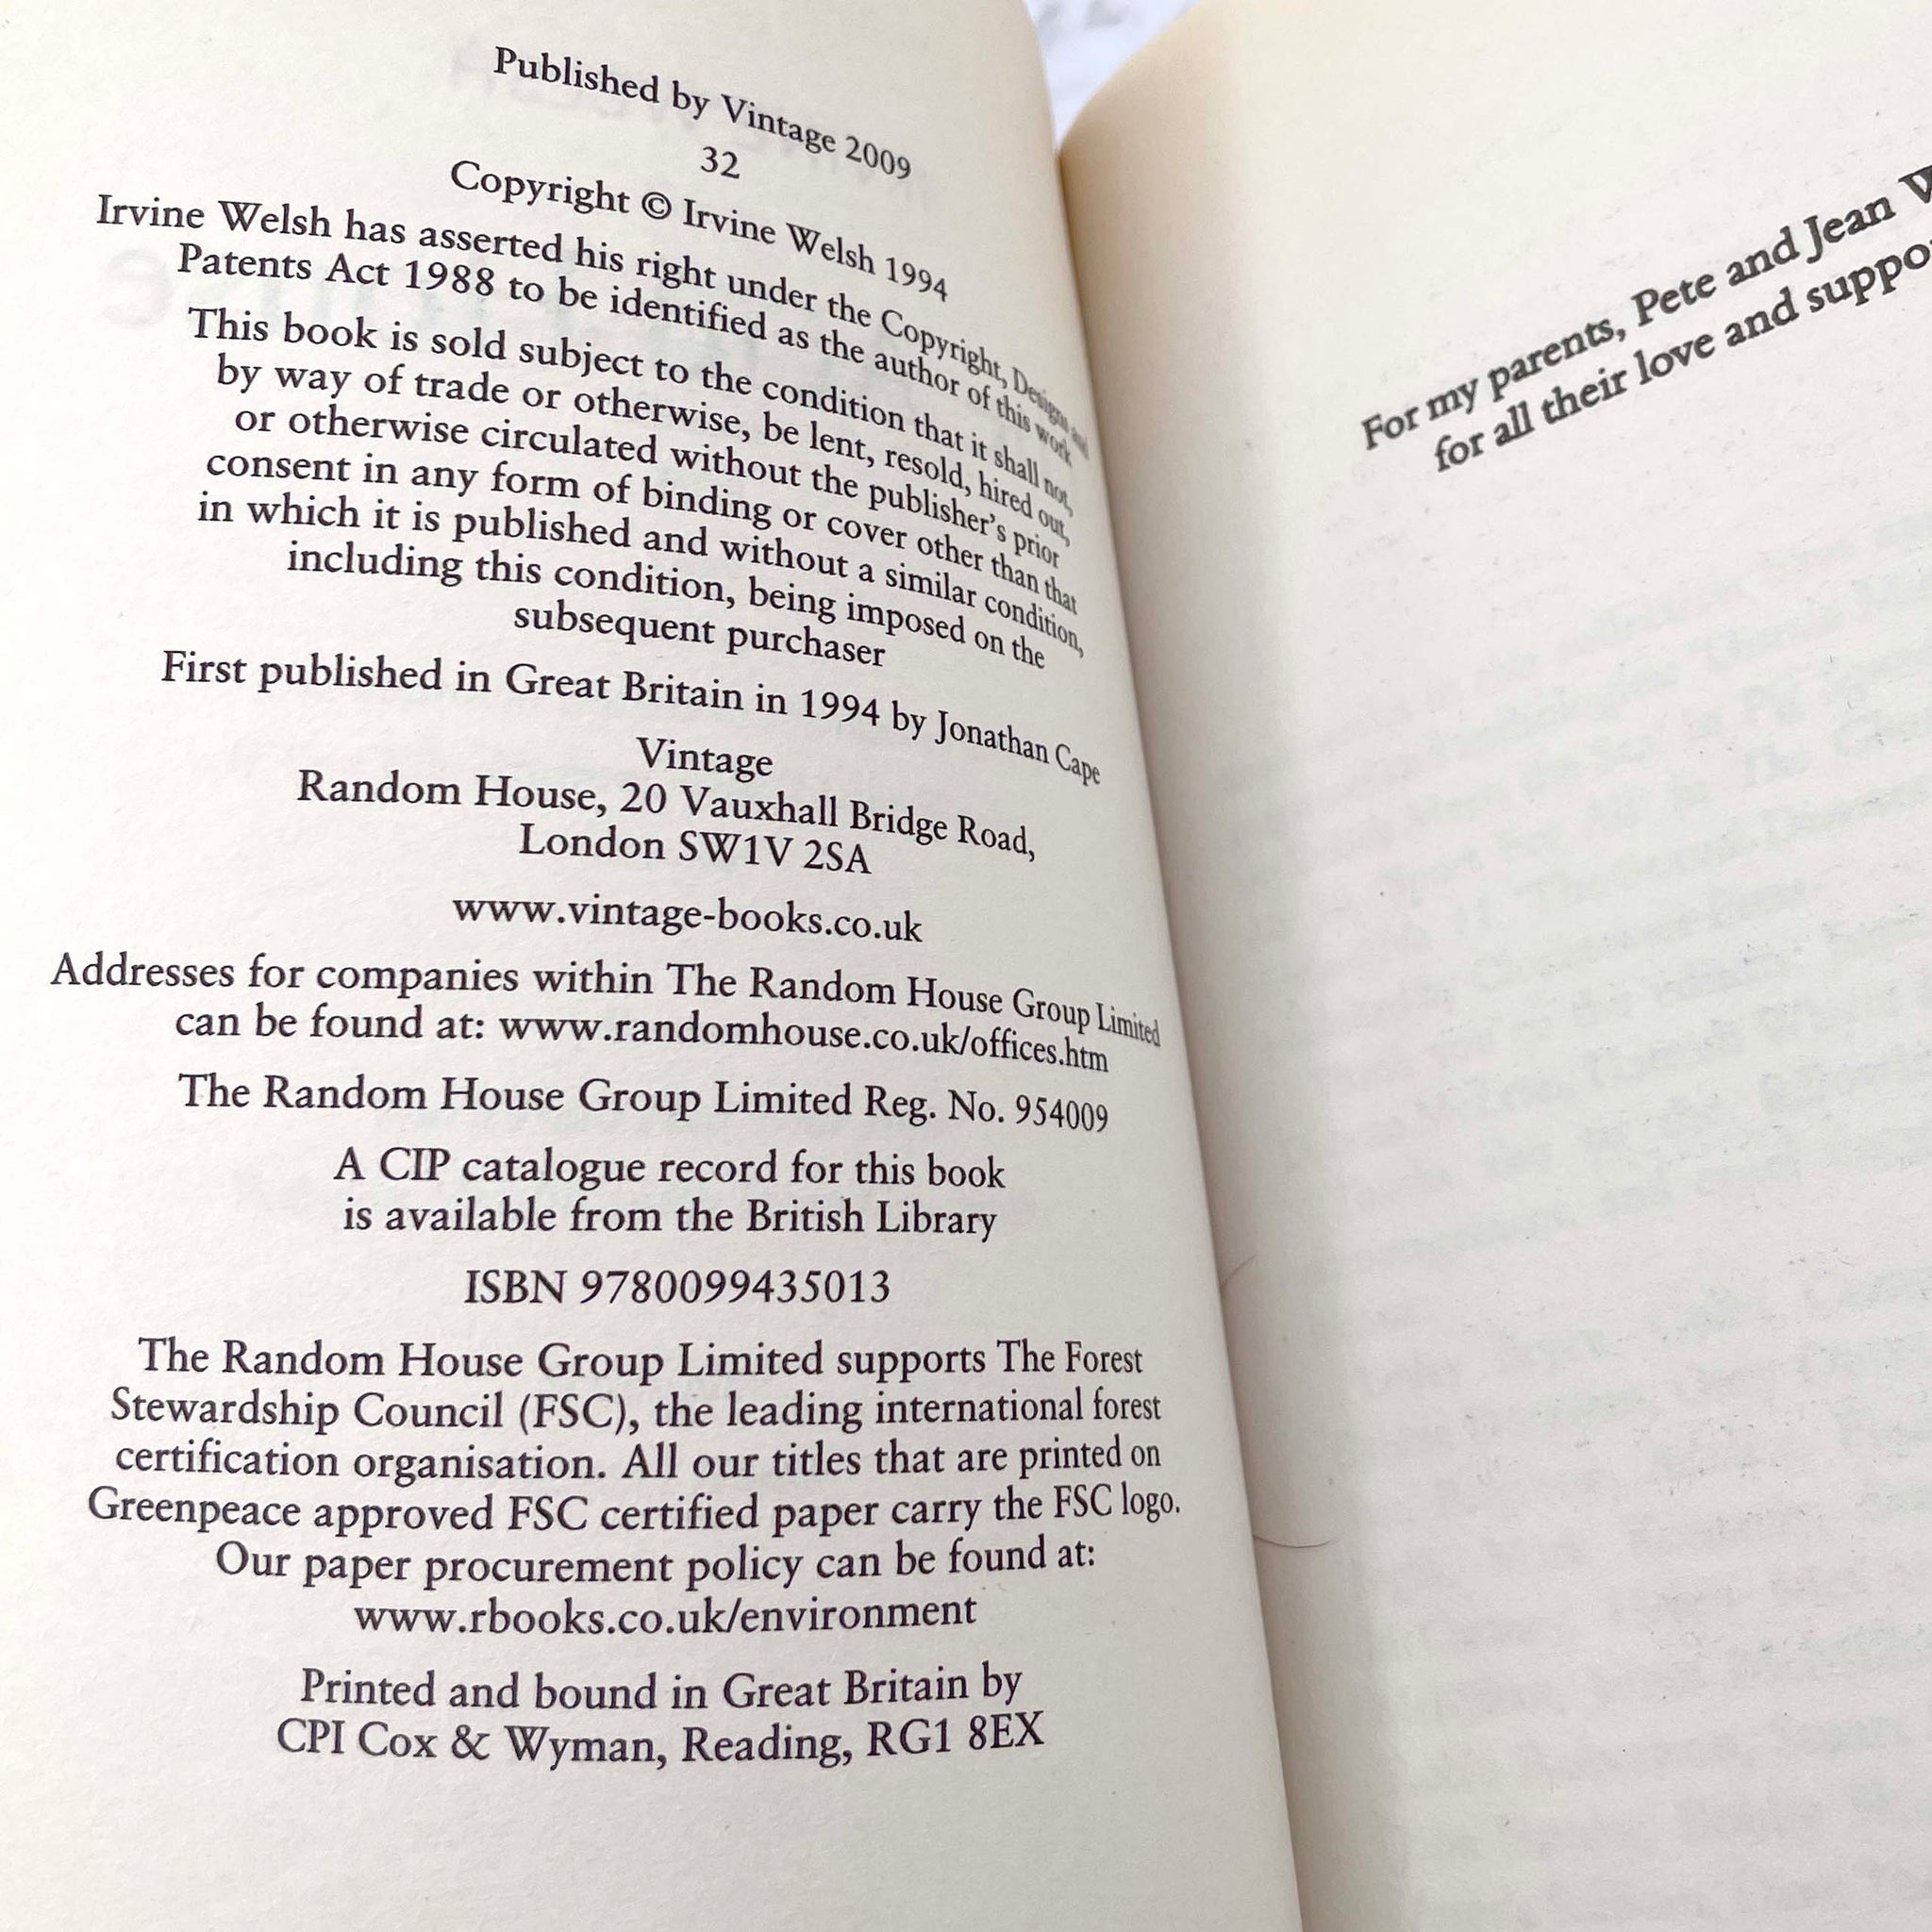 Published by Vintage 2009
32
Copyright © Irvine Welsh 1994
Irvine Welsh has asserted his right under the Copyright, Designs and
Patents Act 1988 to be identified as the author of this work
This book is sold subject to the condition that it shall not,
by way of trade or otherwise, be lent, resold, hired out,
or otherwise circulated without the publisher's prior
consent in any form of binding or cover other than that
in which it is published and without a similar condition,
including this condition, being imposed on the
subsequent purchaser
First published in Great Britain in 1994 by Jonathan Cape
Vintage
Random House, 20 Vauxhall Bridge Road,
London SW1V 2SA
www.vintage-books.co.uk
Addresses for companies within The Random House Group Limited
can be found at: www.randomhouse.co.uk/offices.htm
The Random House Group Limited Reg. No. 954009
A CIP catalogue record for this book
is available from the British Library
ISBN 9780099435013
The Random House Group Limited supports The Forest
Stewardship Council (FSC), the leading international forest
certification organisation. All our titles that are printed on
Greenpeace approved FSC certified paper carry the FSC logo.
Our paper procurement policy can be found at:
www.rbooks.co.uk/environment
Printed and bound in Great Britain by
CPI Cox & Wyman, Reading, RG1 8EX
For my parents, Pete and Jean
for all their love and